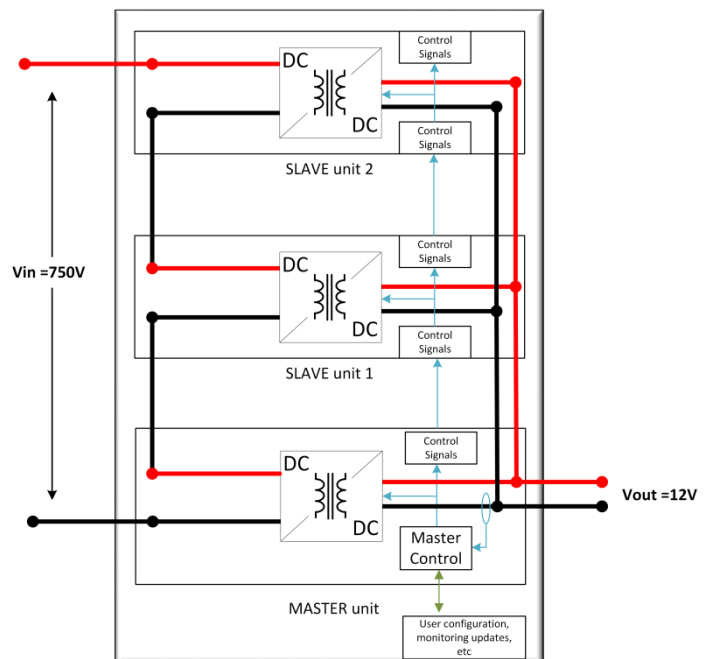 Control
Signals
DC
DC
Control
Signals
SLAVE unit 2
Control
Signals
DC
Vin =750V
DC
Control
Signals
SLAVE unit 1
Control
Signals
DC
Vout =12V
DC
Master
Control
MASTER unit
User configuration,
monitoring updates,
etc